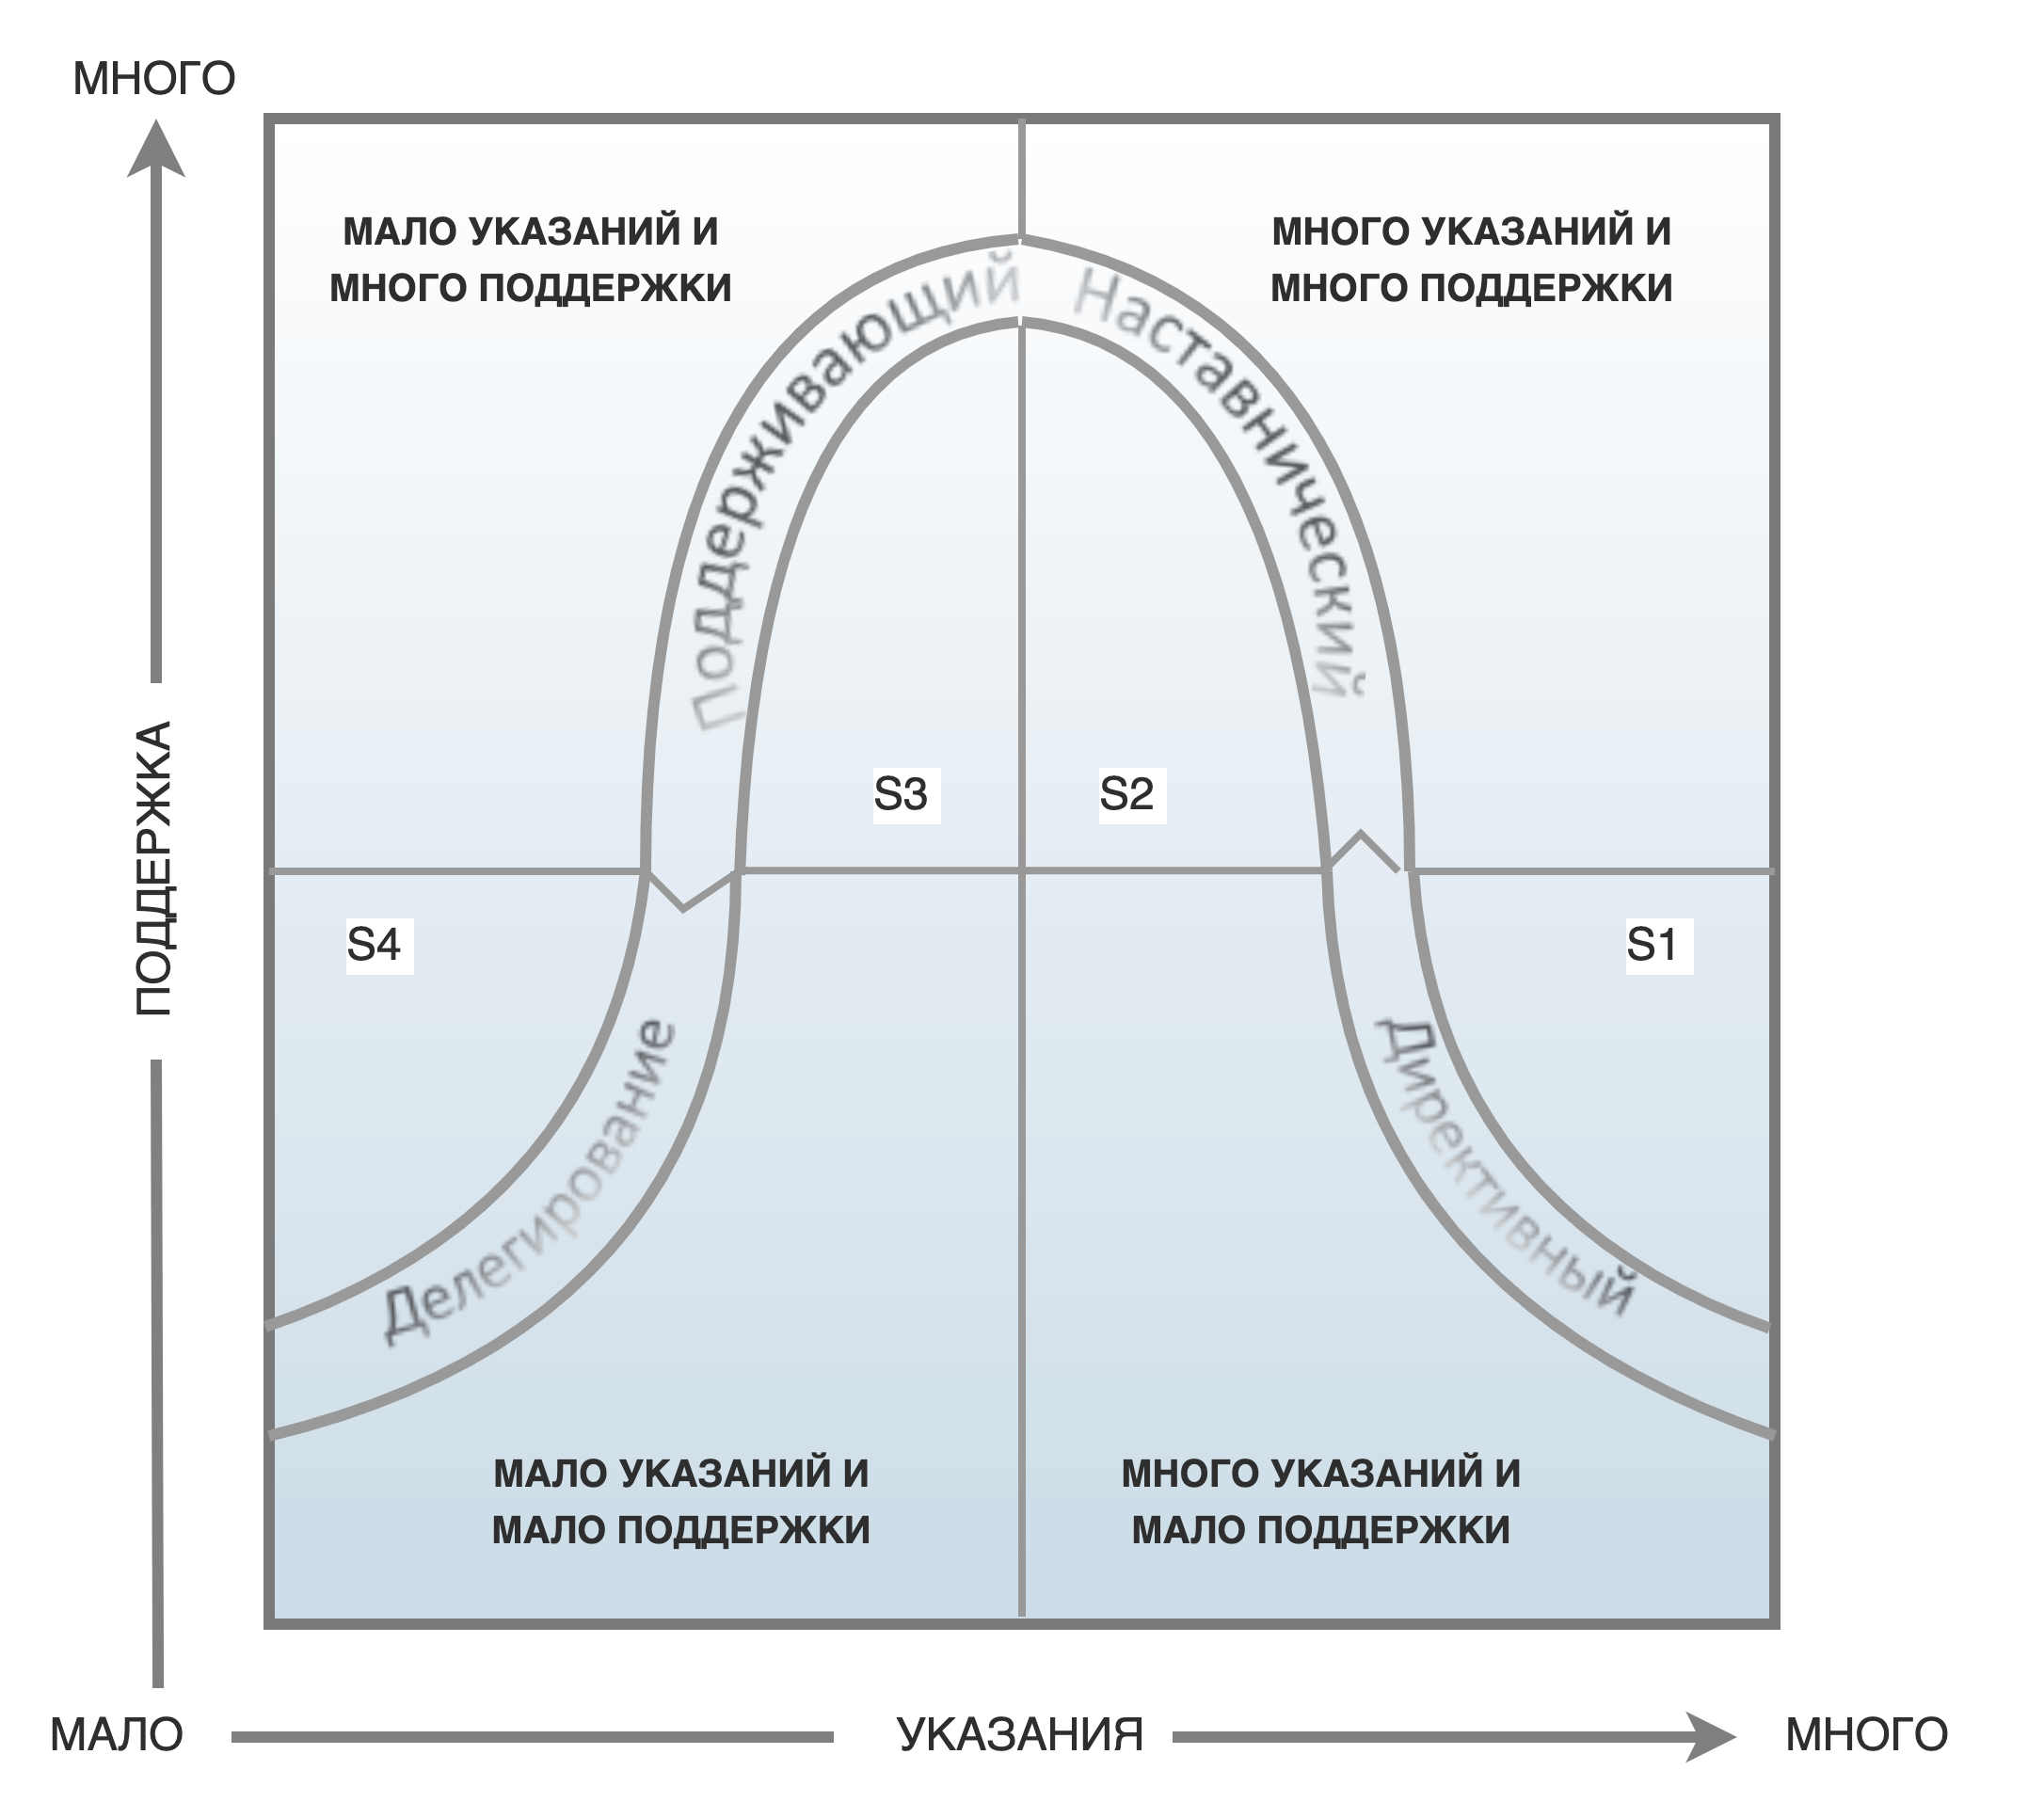 МНОГО
МАЛО УКАЗАНИЙ И
МНОГО ПОДДЕРЖКИ
МНОГО УКАЗАНИЙ И
МНОГО ПОДДЕРЖКИ
Поддерживающий
Наставнический
S3
S2
ПОДДЕРЖКА
S4
S1
Делегирование
Директивный
МАЛО УКАЗАНИЙ И
МАЛО ПОДДЕРЖКИ
МНОГО УКАЗАНИЙ И
МАЛО ПОДДЕРЖКИ
МАЛО
УКАЗАНИЯ
МНОГО